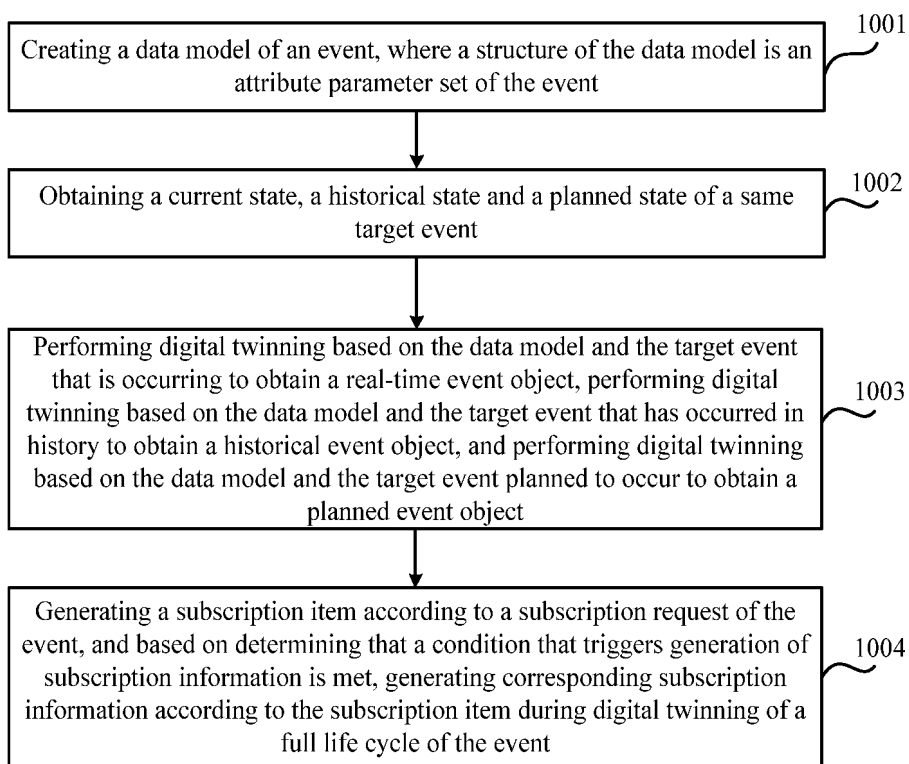 1001
Creating a data model of an event, where a structure of the data model is an
attribute parameter set of the event
1002
Obtaining a current state, a historical state and a planned state of a same
target event
Performing digital twinning based on the data model and the target event
that is occurring to obtain a real-time event object, performing digital
twinning based on the data model and the target event that has occurred in
history to obtain a historical event object, and performing digital twinning
based on the data model and the target event planned to occur to obtain a
planned event object
1003
Generating a subscription item according to a subscription request of the
event, and based on determining that a condition that triggers generation of
subscription information is met, generating corresponding subscription
information according to the subscription item during digital twinning of a
full life cycle of the event
1004